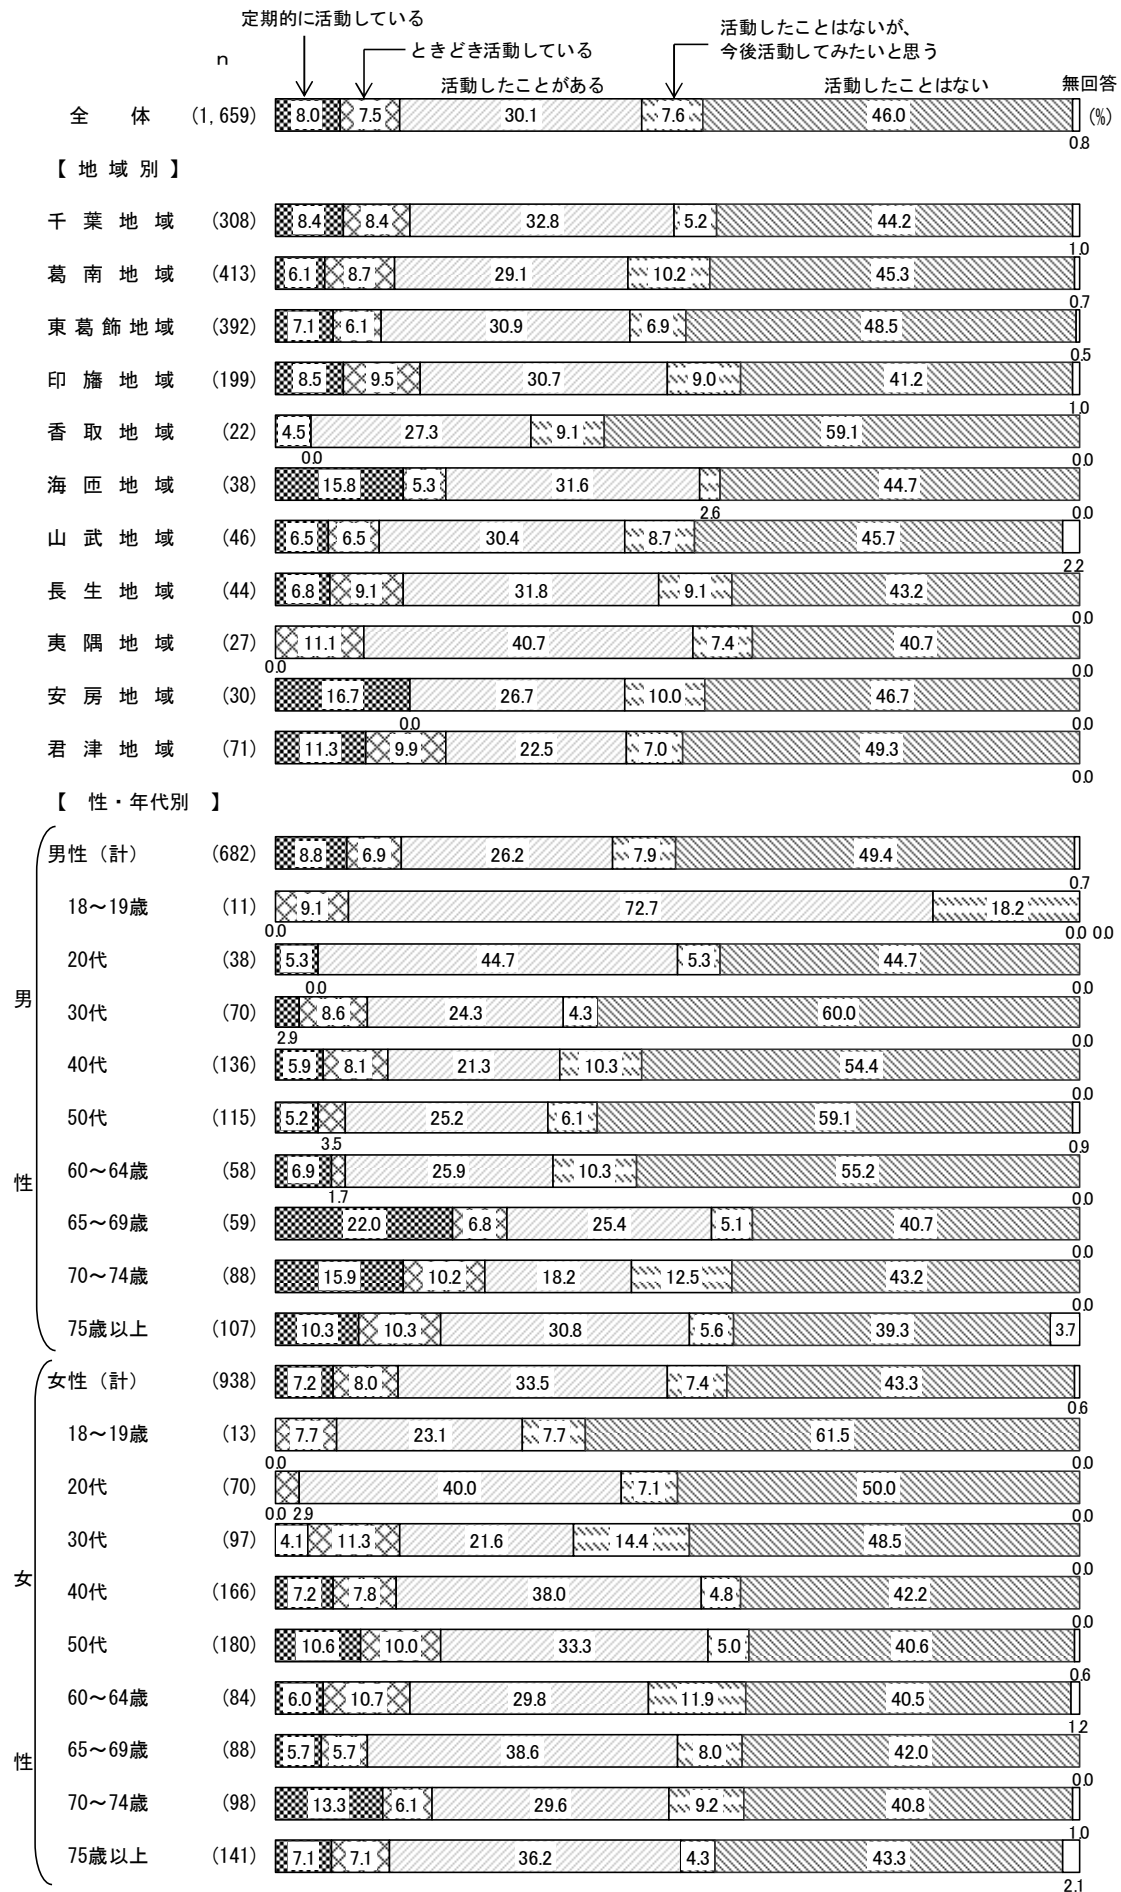 定期的に活動している
ときどき活動している
活動したことはないが、
今後活動してみたいと思う
n
活動したことがある
活動したことはない
無回答
全　体 (1,659) 8.0 7.5 30.1 7.6 46.0 (%)
0.8
【 地 域 別 】
千 葉 地 域 (308) 8.4 8.4 32.8 5.2 44.2
1.0
葛 南 地 域 (413) 6.1 8.7 29.1 10.2 45.3
0.7
東 葛 飾 地 域 (392) 7.1 6.1 30.9 6.9 48.5
0.5
印 旛 地 域 (199) 8.5 9.5 30.7 9.0 41.2
1.0
香 取 地 域 (22) 4.5 27.3 9.1 59.1
0.0 0.0
海 匝 地 域 (38) 15.8 5.3 31.6 44.7
2.6 0.0
山 武 地 域 (46) 6.5 6.5 30.4 8.7 45.7
2.2
長 生 地 域 (44) 6.8 9.1 31.8 9.1 43.2
0.0
夷 隅 地 域 (27) 11.1 40.7 7.4 40.7
0.0 0.0
安 房 地 域 (30) 16.7 26.7 10.0 46.7
0.0 0.0
君 津 地 域 (71) 11.3 9.9 22.5 7.0 49.3
0.0
【 性・年代別 】
男性（計） (682) 8.8 6.9 26.2 7.9 49.4
0.7
18～19歳 (11) 9.1 72.7 18.2
0.0 0.0 0.0
20代 (38) 5.3 44.7 5.3 44.7
0.0 0.0
男
30代 (70) 8.6 24.3 4.3 60.0
2.9 0.0
40代 (136) 5.9 8.1 21.3 10.3 54.4
0.0
50代 (115) 5.2 25.2 6.1 59.1
3.5 0.9
性
60～64歳 (58) 6.9 25.9 10.3 55.2
1.7 0.0
65～69歳 (59) 22.0 6.8 25.4 5.1 40.7
0.0
70～74歳 (88) 15.9 10.2 18.2 12.5 43.2
0.0
75歳以上 (107) 10.3 10.3 30.8 5.6 39.3 3.7
女性（計） (938) 7.2 8.0 33.5 7.4 43.3
0.6
18～19歳 (13) 7.7 23.1 7.7 61.5
0.0 0.0
20代 (70) 40.0 7.1 50.0
0.0 2.9 0.0
30代 (97) 4.1 11.3 21.6 14.4 48.5
0.0
女
40代 (166) 7.2 7.8 38.0 4.8 42.2
0.0
50代 (180) 10.6 10.0 33.3 5.0 40.6
0.6
60～64歳 (84) 6.0 10.7 29.8 11.9 40.5
1.2
性
65～69歳 (88) 5.7 5.7 38.6 8.0 42.0
0.0
70～74歳 (98) 13.3 6.1 29.6 9.2 40.8
1.0
75歳以上 (141) 7.1 7.1 36.2 4.3 43.3
2.1